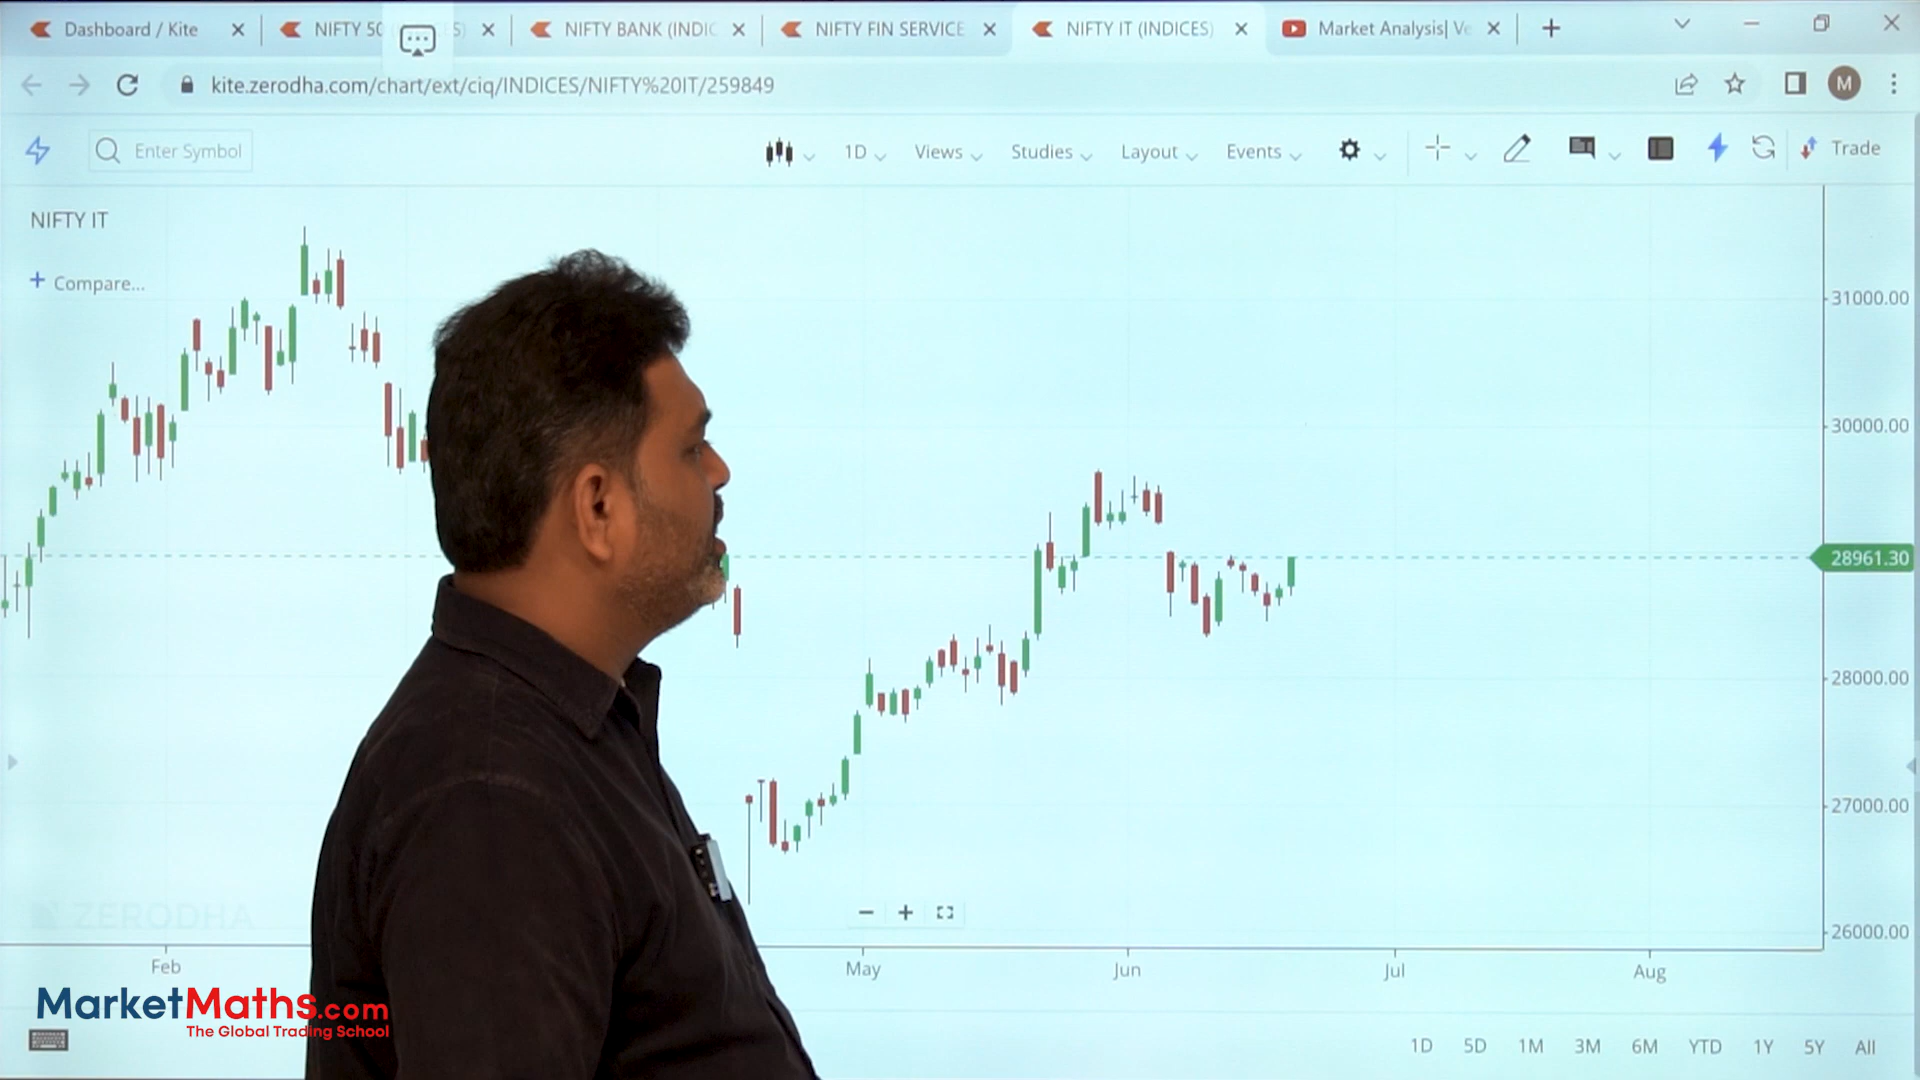 Dashboard / Kite
NIFTY 50
NIFTY BANK (INDIC
NIFTY FIN SERVICE
NIFTY IT (INDICES)
Market Analysis| Ve
kite.zerodha.com/chart/ext/ciq/INDICES/NIFTY%20IT/259849
M
Enter Symbol
1D
Views
Studies
Layout
Events
Trade
NIFTY IT
+ Compare...
31000.00
30000.00
28961.30
28000.00
27000.00
26000.00
ZERODHA
Feb
May
Jun
Jul
Aug
MarketMaths.com
The Global Trading School
1D 5D 1M 3M 6M YTD 1Y 5Y All